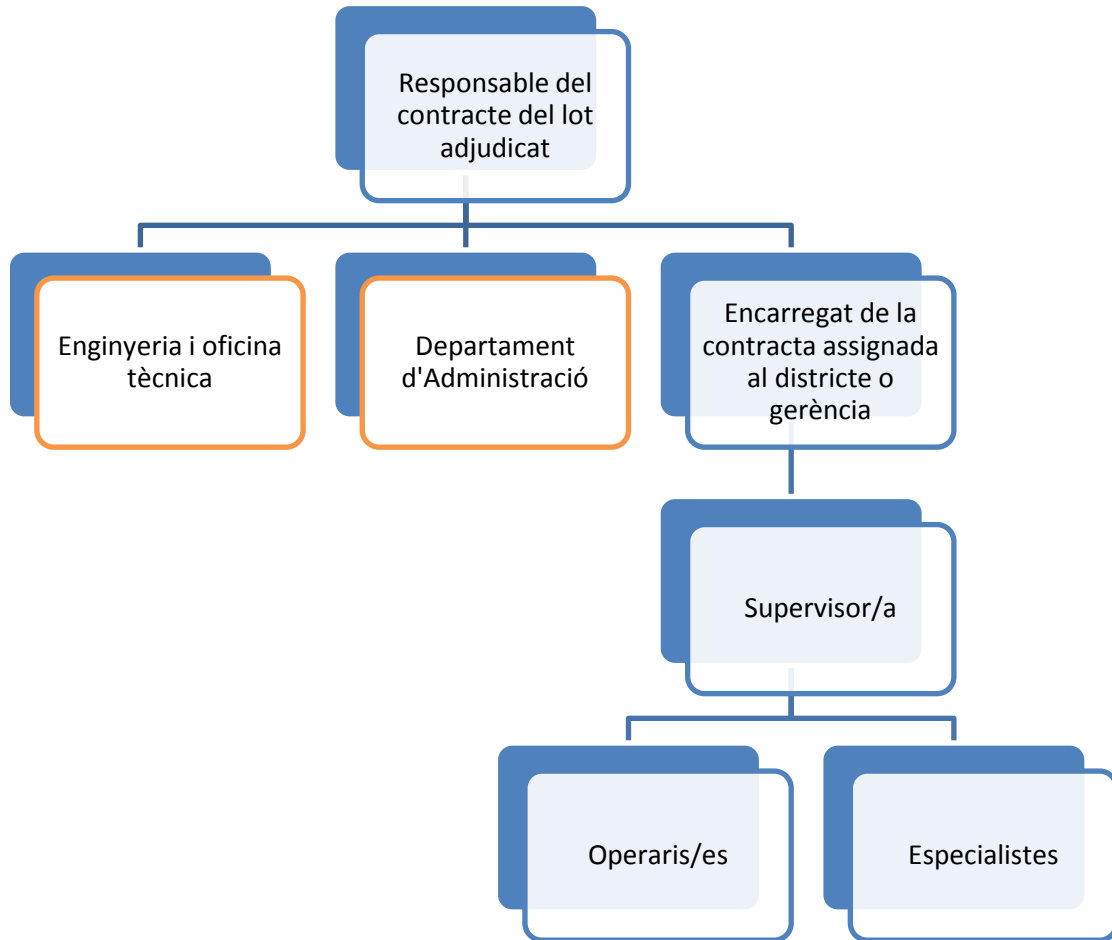 Responsable del
contracte del lot
adjudicat
Enginyeria i oficina
tècnica
Departament
d'Administració
Encarregat de la
contracta assignada
al districte o
gerència
Supervisor/a
Operaris/es
Especialistes